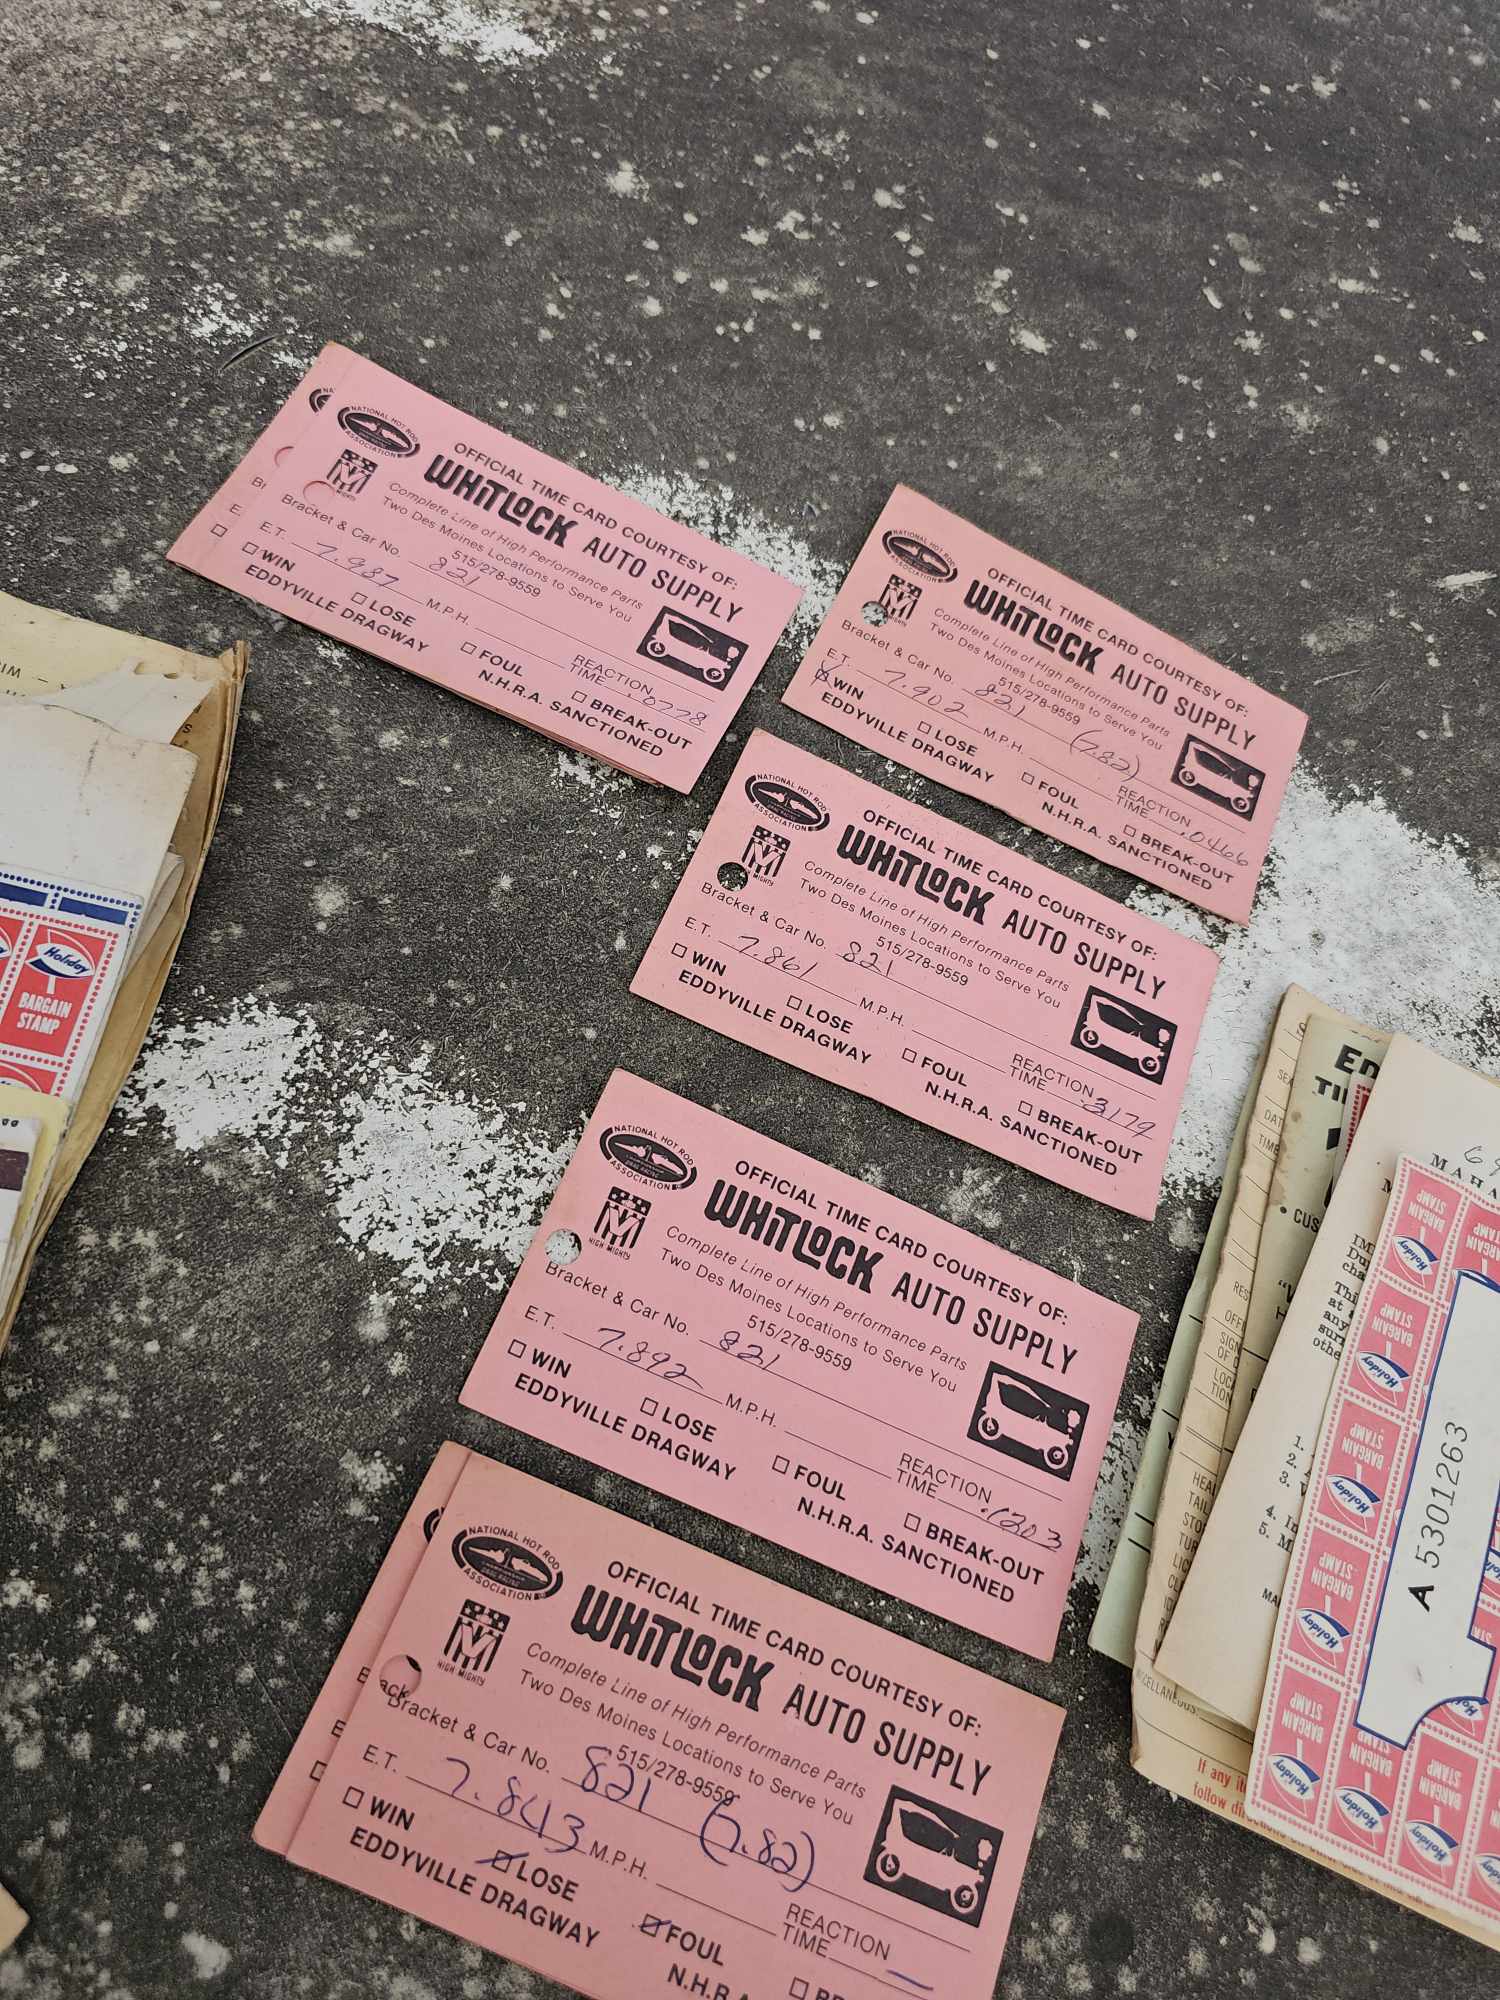 NATIONAL HOT ROD
ASSOCIATION
OFFICIAL TIME CARD COURTESY OF:
WHITLOCK AUTO SUPPLY
Complete Line of High Performance Parts
Two Des Moines Locations to Serve You
515/278-9559
Bracket & Car No. 821
E.T. 7.987 M.P.H. REACTION TIME .0778
WIN LOSE FOUL BREAK-OUT
EDDYVILLE DRAGWAY N.H.R.A. SANCTIONED
NATIONAL HOT ROD
ASSOCIATION
OFFICIAL TIME CARD COURTESY OF:
WHITLOCK AUTO SUPPLY
Complete Line of High Performance Parts
Two Des Moines Locations to Serve You
515/278-9559
Bracket & Car No. 821 (7.82)
E.T. 7.902 M.P.H. REACTION TIME .0466
WIN LOSE FOUL BREAK-OUT
EDDYVILLE DRAGWAY N.H.R.A. SANCTIONED
NATIONAL HOT ROD
ASSOCIATION
OFFICIAL TIME CARD COURTESY OF:
WHITLOCK AUTO SUPPLY
Complete Line of High Performance Parts
Two Des Moines Locations to Serve You
515/278-9559
Bracket & Car No. 821
E.T. 7.861 M.P.H. REACTION TIME .3179
WIN LOSE FOUL BREAK-OUT
EDDYVILLE DRAGWAY N.H.R.A. SANCTIONED
NATIONAL HOT ROD
ASSOCIATION
HIGH MIGHTY
OFFICIAL TIME CARD COURTESY OF:
WHITLOCK AUTO SUPPLY
Complete Line of High Performance Parts
Two Des Moines Locations to Serve You
515/278-9559
Bracket & Car No. 821
E.T. 7.892 M.P.H. REACTION TIME .1203
WIN LOSE FOUL BREAK-OUT
EDDYVILLE DRAGWAY N.H.R.A. SANCTIONED
NATIONAL HOT ROD
ASSOCIATION
HIGH MIGHTY
OFFICIAL TIME CARD COURTESY OF:
WHITLOCK AUTO SUPPLY
Complete Line of High Performance Parts
Two Des Moines Locations to Serve You
515/278-9559
Bracket & Car No. 821 (7.82)
E.T. 7.843 M.P.H. REACTION TIME —
WIN LOSE FOUL
EDDYVILLE DRAGWAY N.H.R.A.
Holiday
BARGAIN
STAMP
A 5301263
If any
follow